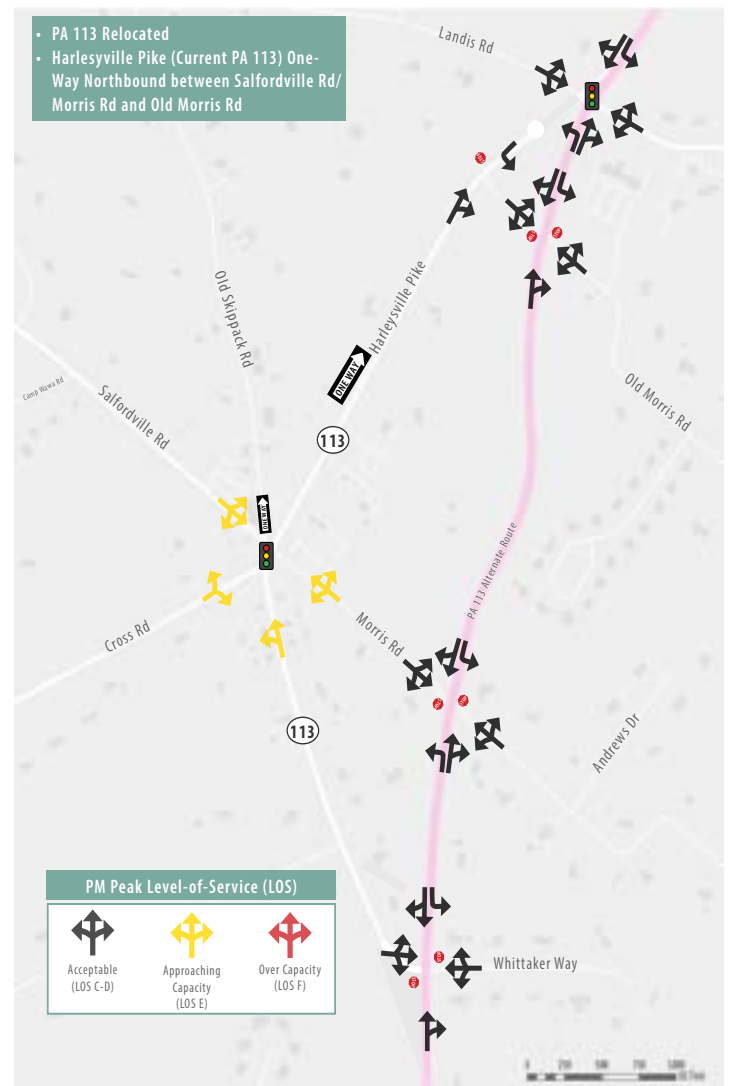 • PA 113 Relocated
• Harlesyville Pike (Current PA 113) One-
Way Northbound between Salfordville Rd/
Morris Rd and Old Morris Rd
Landis Rd
Old Skippack Rd
Harleysville Pike
ONE WAY
Camp Wawa Rd
Salfordville Rd
Old Morris Rd
113
ONE WAY
PA 113 Alternate Route
Cross Rd
Morris Rd
113
Andrews Dr
PM Peak Level-of-Service (LOS)
Acceptable
(LOS C-D)
Approaching
Capacity
(LOS E)
Over Capacity
(LOS F)
Whittaker Way